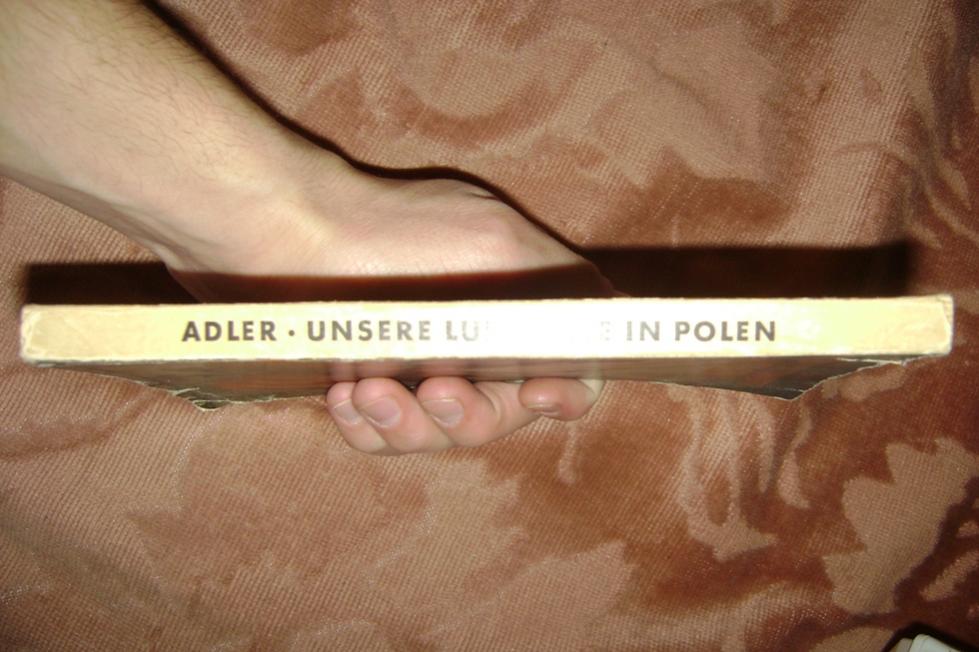 ADLER · UNSERE IN POLEN